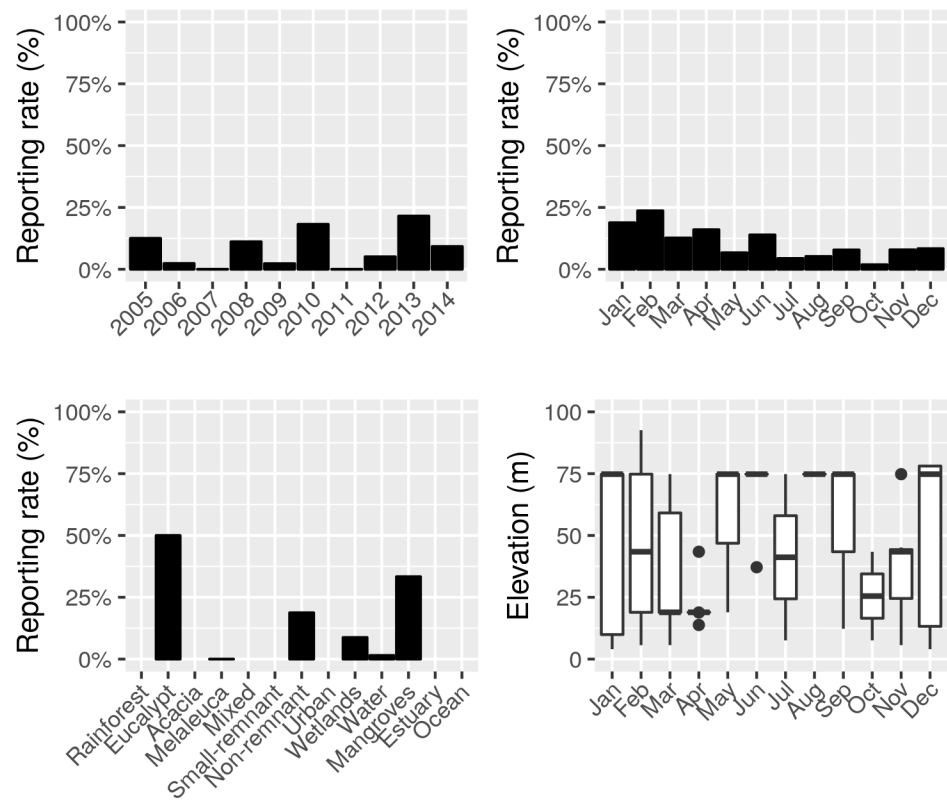 Reporting rate (%)
100%
75%
50%
25%
0%
2005
2006
2007
2008
2009
2010
2011
2012
2013
2014
Reporting rate (%)
100%
75%
50%
25%
0%
Jan
Feb
Mar
Apr
May
Jun
Jul
Aug
Sep
Oct
Nov
Dec
Reporting rate (%)
100%
75%
50%
25%
0%
Rainforest
Eucalypt
Acacia
Melaleuca
Mixed
Small-remnant
Non-remnant
Urban
Wetlands
Water
Mangroves
Estuary
Ocean
Elevation (m)
100
75
50
25
0
Jan
Feb
Mar
Apr
May
Jun
Jul
Aug
Sep
Oct
Nov
Dec